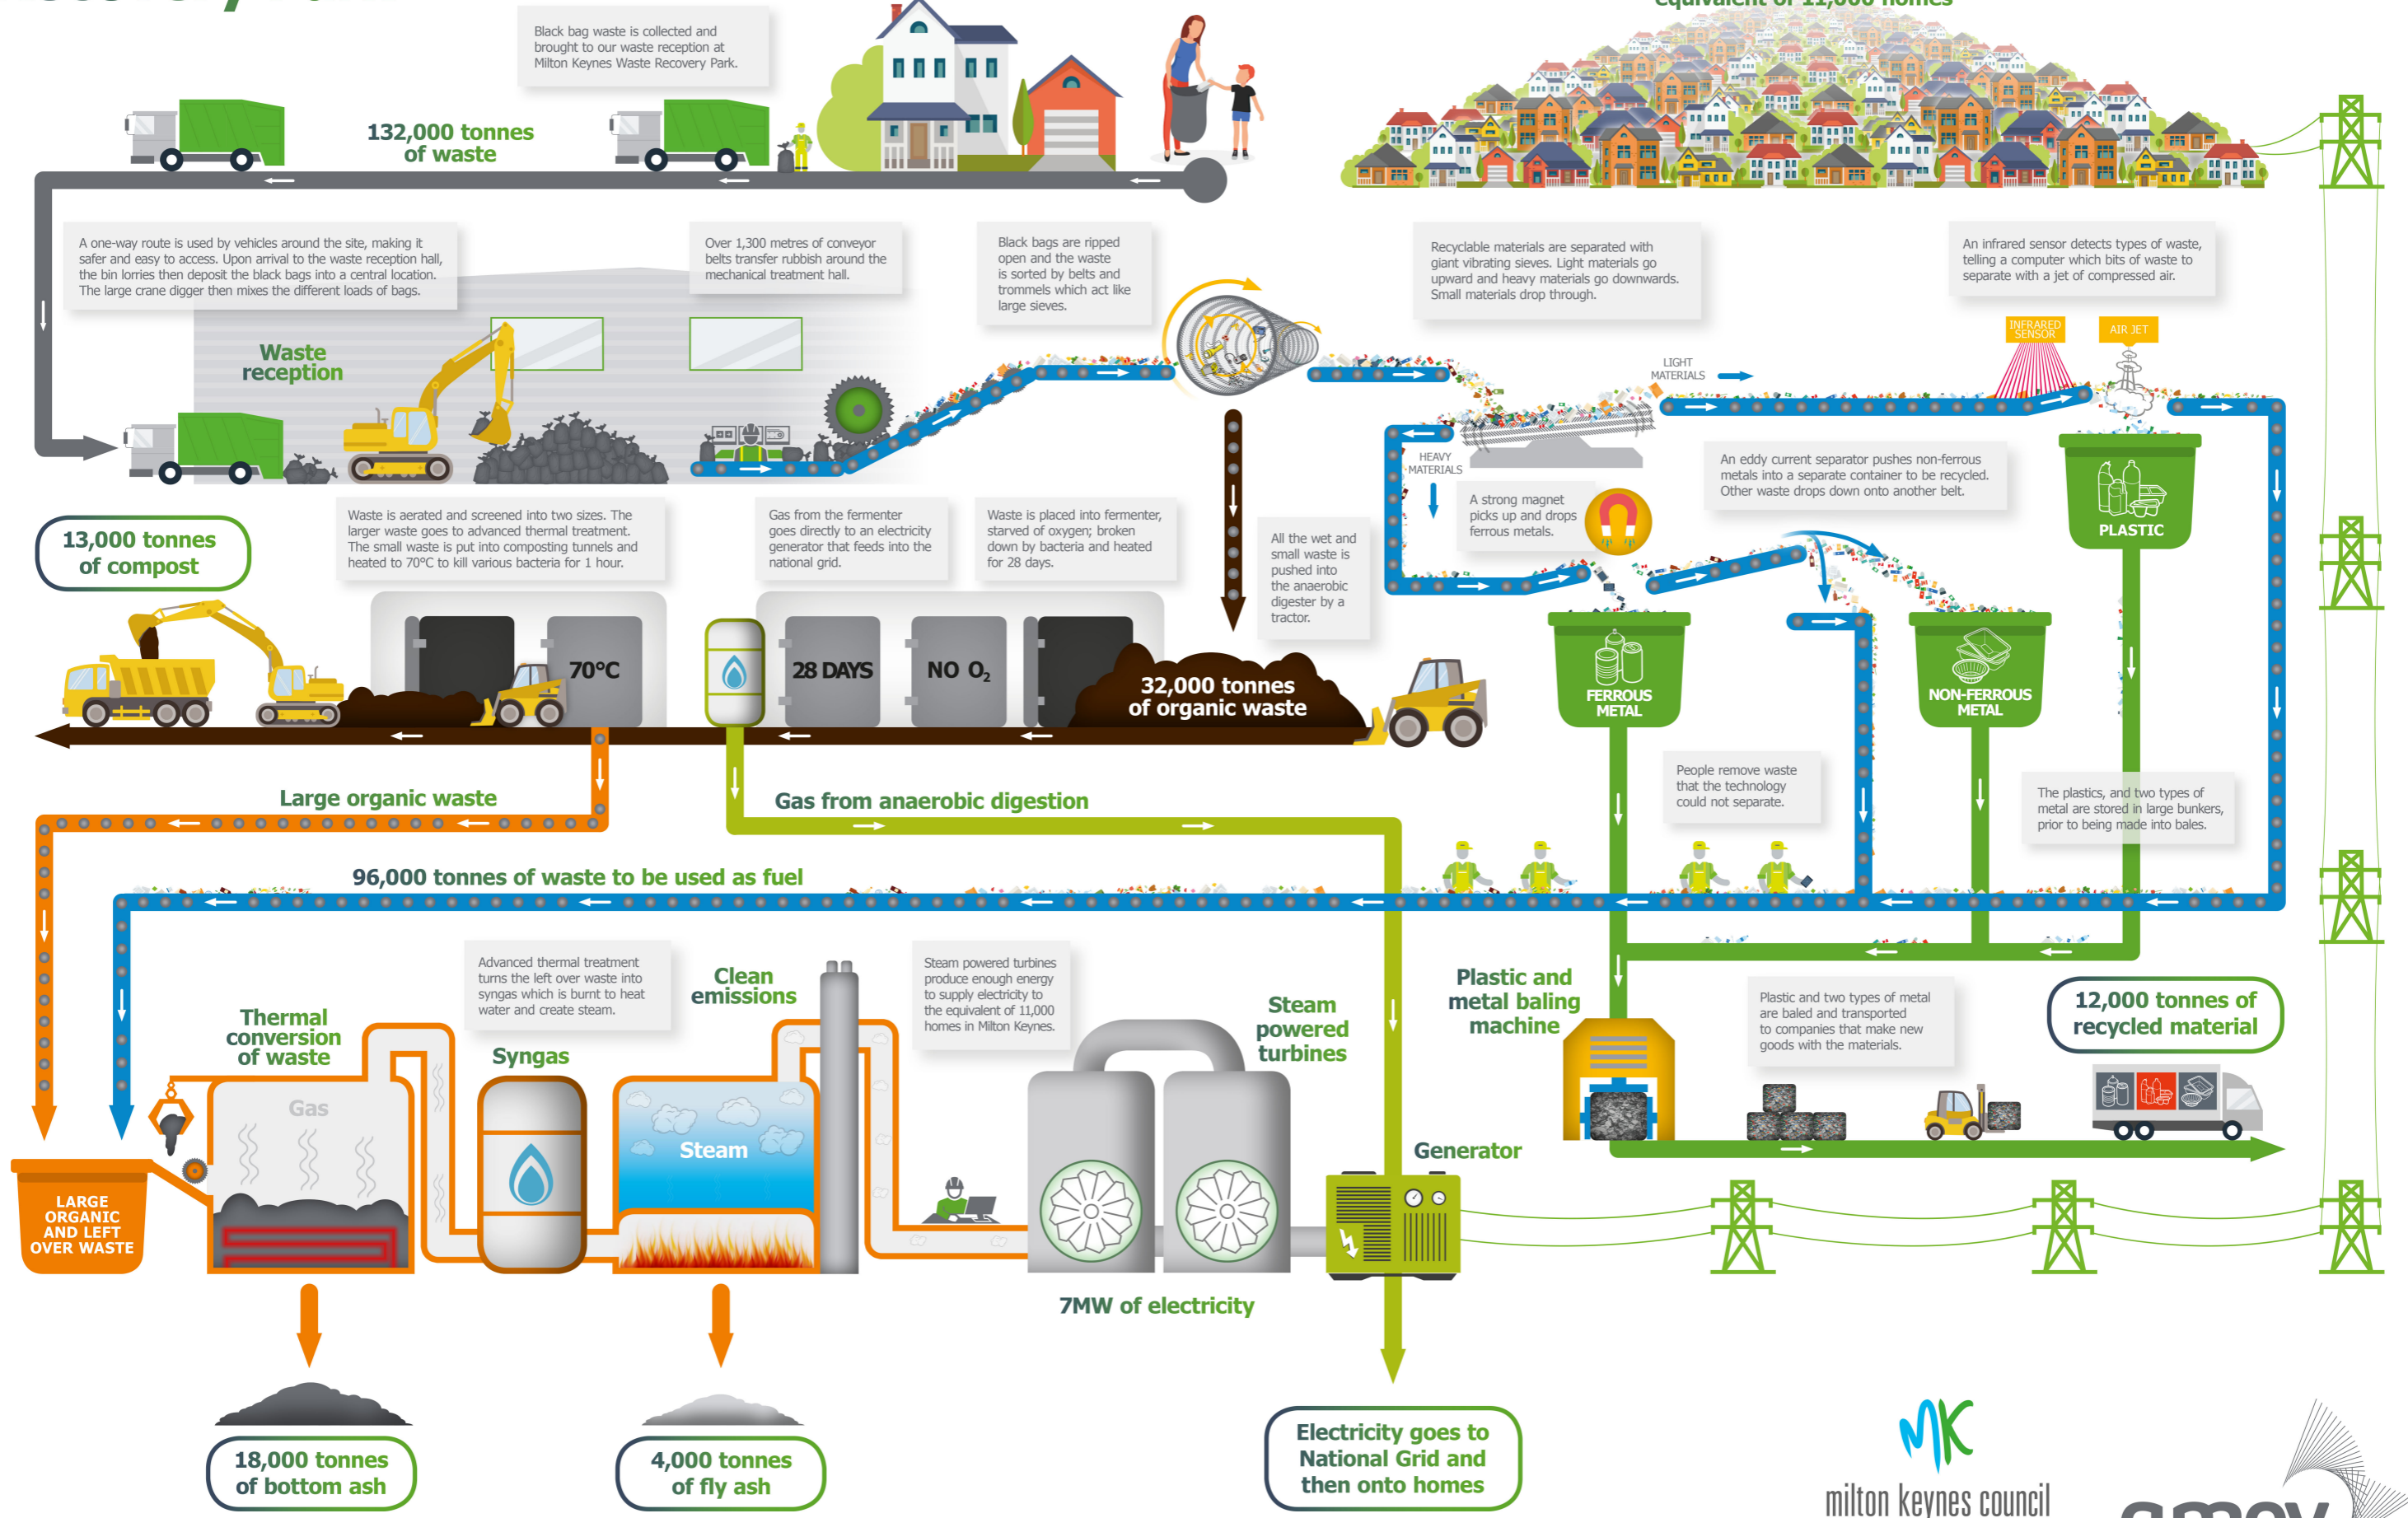 Recovery Park
equivalent of 11,000 homes
Black bag waste is collected and
brought to our waste reception at
Milton Keynes Waste Recovery Park.
132,000 tonnes
of waste
A one-way route is used by vehicles around the site, making it
safer and easy to access. Upon arrival to the waste reception hall,
the bin lorries then deposit the black bags into a central location.
The large crane digger then mixes the different loads of bags.
Over 1,300 metres of conveyor
belts transfer rubbish around the
mechanical treatment hall.
Black bags are ripped
open and the waste
is sorted by belts and
trommels which act like
large sieves.
Recyclable materials are separated with
giant vibrating sieves. Light materials go
upward and heavy materials go downwards.
Small materials drop through.
An infrared sensor detects types of waste,
telling a computer which bits of waste to
separate with a jet of compressed air.
Waste
reception
INFRARED
SENSOR
AIR JET
LIGHT
MATERIALS
HEAVY
MATERIALS
A strong magnet
picks up and drops
ferrous metals.
An eddy current separator pushes non-ferrous
metals into a separate container to be recycled.
Other waste drops down onto another belt.
PLASTIC
13,000 tonnes
of compost
Waste is aerated and screened into two sizes. The
larger waste goes to advanced thermal treatment.
The small waste is put into composting tunnels and
heated to 70°C to kill various bacteria for 1 hour.
Gas from the fermenter
goes directly to an electricity
generator that feeds into the
national grid.
Waste is placed into fermenter,
starved of oxygen; broken
down by bacteria and heated
for 28 days.
All the wet and
small waste is
pushed into
the anaerobic
digester by a
tractor.
70°C
28 DAYS
NO O₂
32,000 tonnes
of organic waste
FERROUS
METAL
NON-FERROUS
METAL
People remove waste
that the technology
could not separate.
The plastics, and two types of
metal are stored in large bunkers,
prior to being made into bales.
Large organic waste
Gas from anaerobic digestion
96,000 tonnes of waste to be used as fuel
Thermal
conversion
of waste
Advanced thermal treatment
turns the left over waste into
syngas which is burnt to heat
water and create steam.
Syngas
Clean
emissions
Steam powered turbines
produce enough energy
to supply electricity to
the equivalent of 11,000
homes in Milton Keynes.
Steam
powered
turbines
Plastic and
metal baling
machine
Plastic and two types of metal
are baled and transported
to companies that make new
goods with the materials.
12,000 tonnes of
recycled material
Gas
Steam
Generator
LARGE
ORGANIC
AND LEFT
OVER WASTE
7MW of electricity
18,000 tonnes
of bottom ash
4,000 tonnes
of fly ash
Electricity goes to
National Grid and
then onto homes
MK
milton keynes council
amey